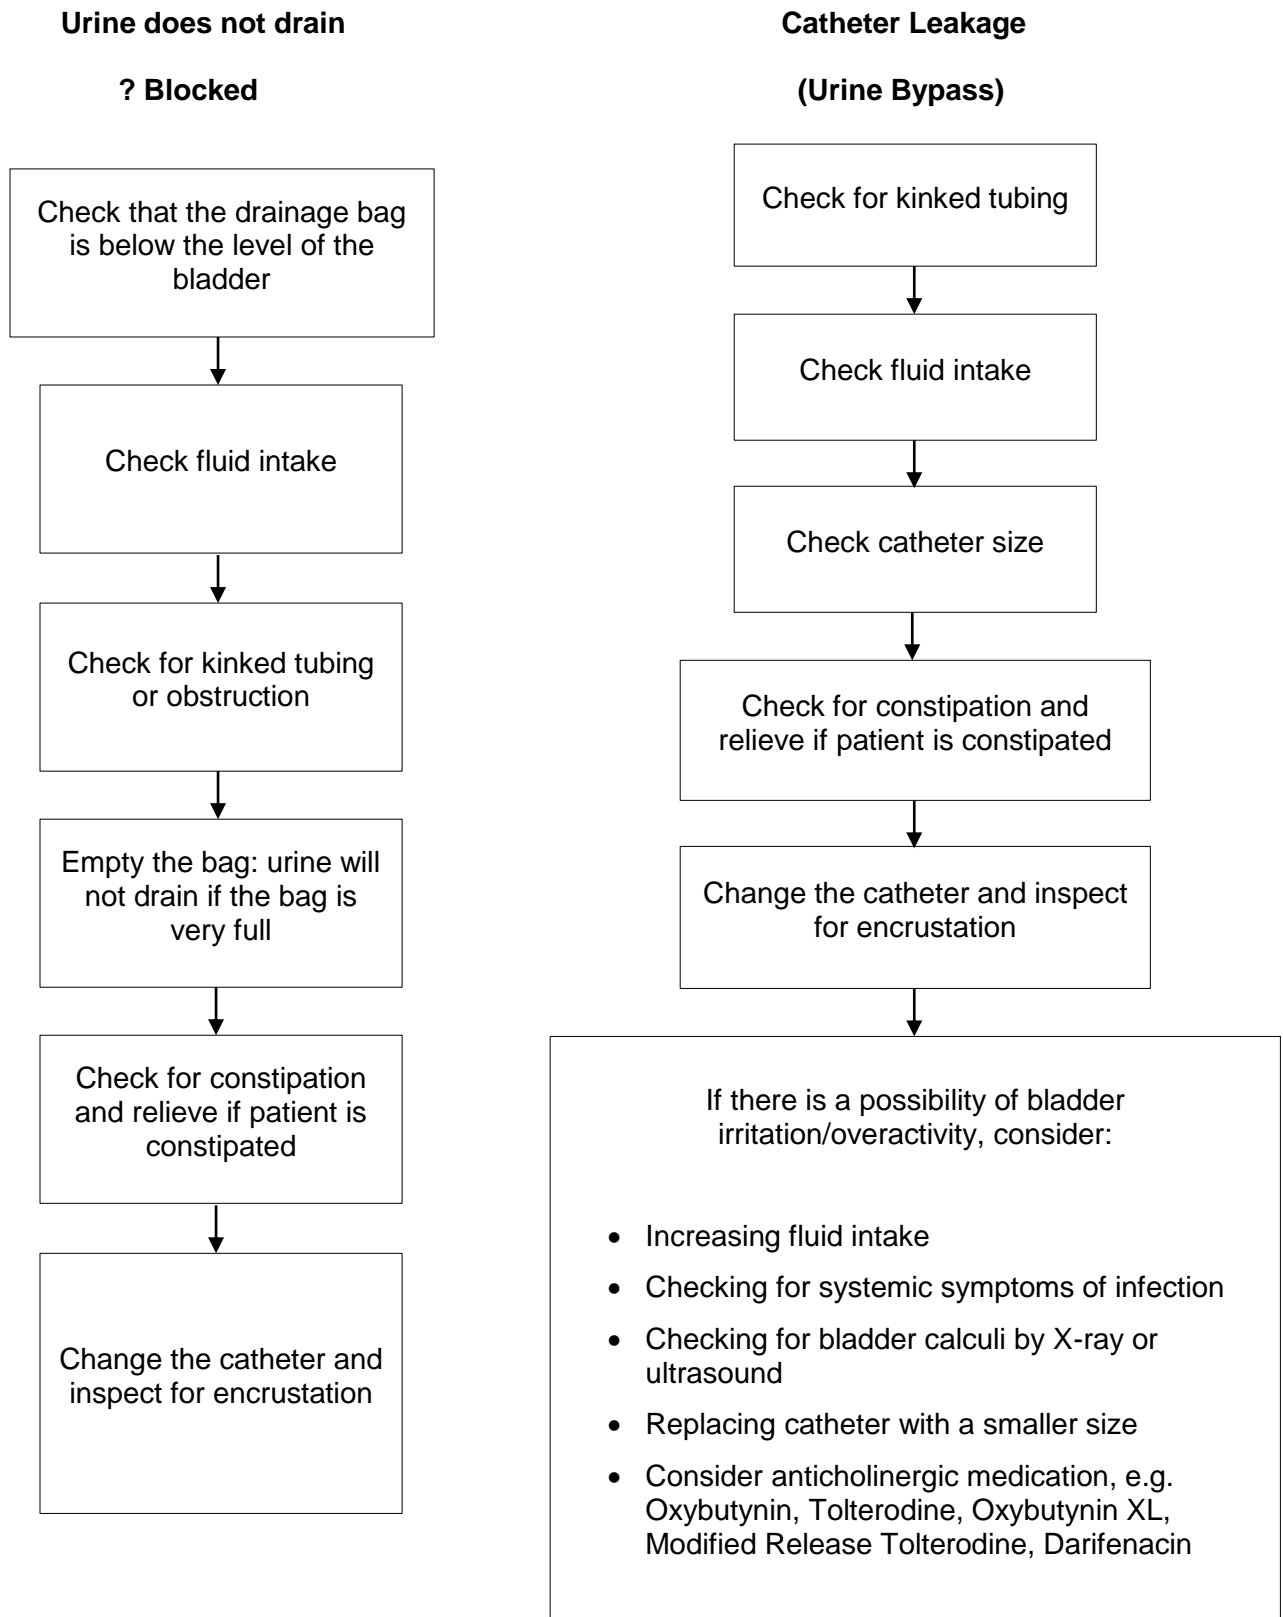 Urine does not drain
? Blocked
Check that the drainage bag
is below the level of the
bladder
Check fluid intake
Check for kinked tubing
or obstruction
Empty the bag: urine will
not drain if the bag is
very full
Check for constipation
and relieve if patient is
constipated
Change the catheter and
inspect for encrustation
Catheter Leakage
(Urine Bypass)
Check for kinked tubing
Check fluid intake
Check catheter size
Check for constipation and
relieve if patient is constipated
Change the catheter and inspect
for encrustation
If there is a possibility of bladder
irritation/overactivity, consider:
• Increasing fluid intake
• Checking for systemic symptoms of infection
• Checking for bladder calculi by X-ray or
ultrasound
• Replacing catheter with a smaller size
• Consider anticholinergic medication, e.g.
Oxybutynin, Tolterodine, Oxybutynin XL,
Modified Release Tolterodine, Darifenacin